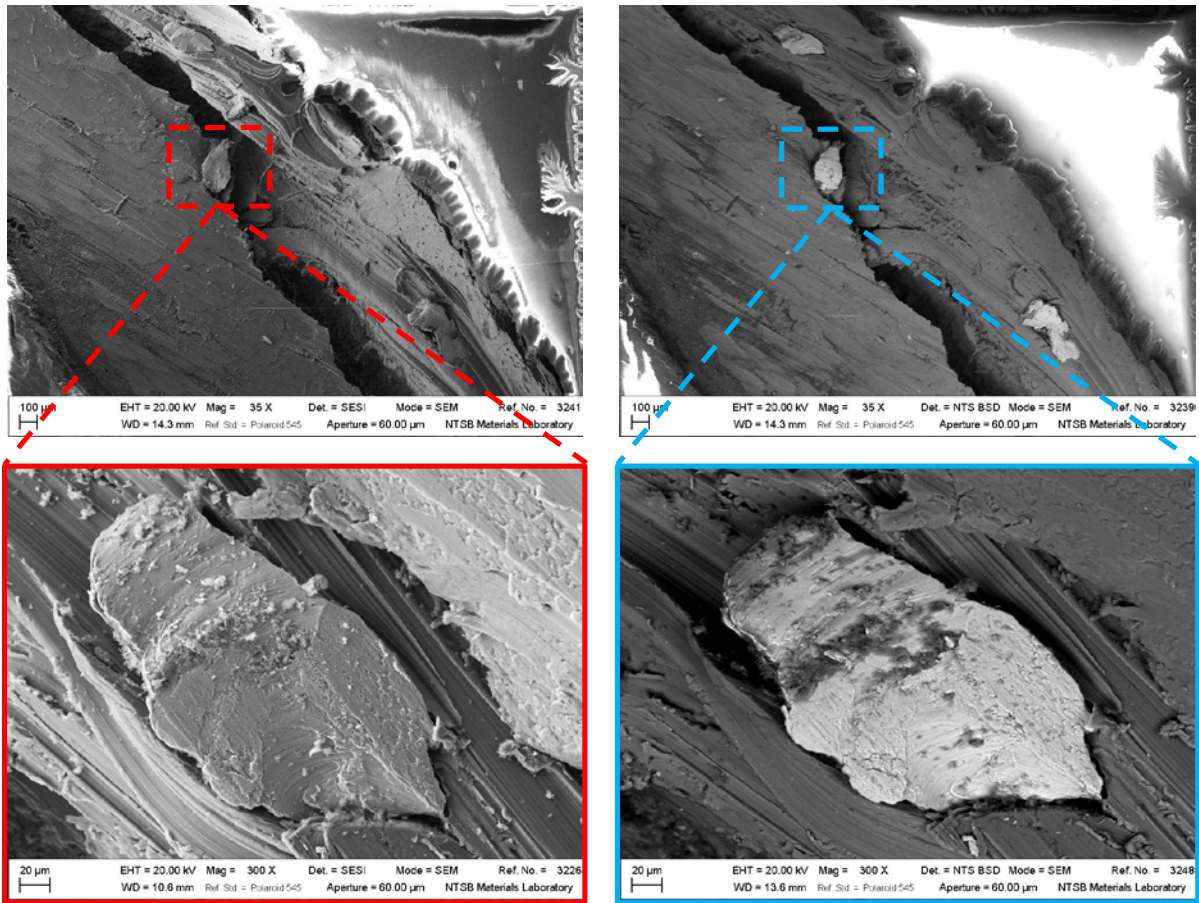 100 µm
EHT = 20.00 kV Mag = 35 X Det. = SESI Mode = SEM Ref. No. = 3241
WD = 14.3 mm Ref Std. = Polaroid 545 Aperture = 60.00 µm NTSB Materials Laboratory
100 µm
EHT = 20.00 kV Mag = 35 X Det. = NTS BSD Mode = SEM Ref. No. = 3239
WD = 14.3 mm Ref Std. = Polaroid 545 Aperture = 60.00 µm NTSB Materials Laboratory
20 µm
EHT = 20.00 kV Mag = 300 X Det. = SESI Mode = SEM Ref. No. = 3226
WD = 10.6 mm Ref Std. = Polaroid 545 Aperture = 60.00 µm NTSB Materials Laboratory
20 µm
EHT = 20.00 kV Mag = 300 X Det. = NTS BSD Mode = SEM Ref. No. = 3248
WD = 13.6 mm Ref Std. = Polaroid 545 Aperture = 60.00 µm NTSB Materials Laboratory